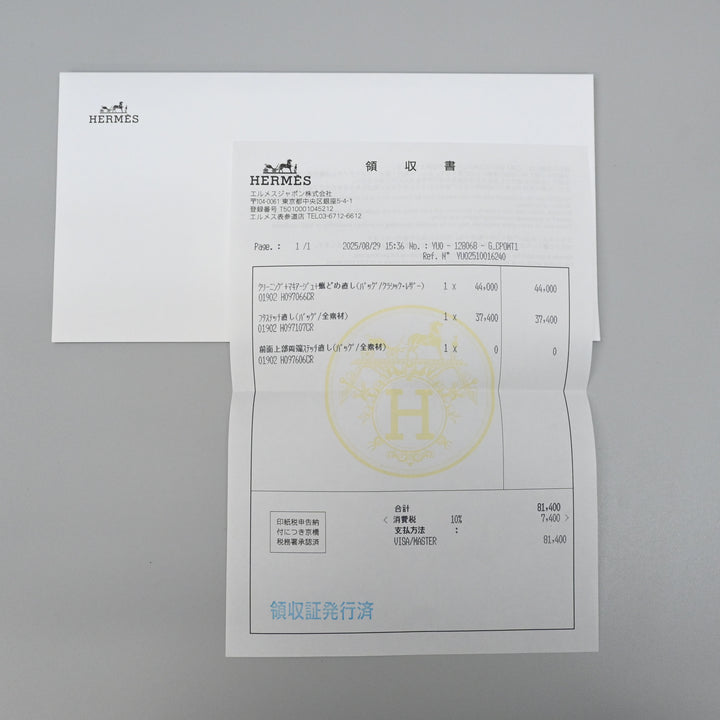 HERMÈS
領収書
HERMÈS
エルメスジャポン株式会社
〒104-0061 東京都中央区銀座5-4-1
登録番号 T5010001045212
エルメス表参道店 TEL03-6712-6612
Page. : 1 /1 2025/08/29 15:36 No. : YUO - 128068 - G_CPOMT1
Ref. N° YUO2510016240
クリーニング+マキアージュ+蝋どめ直し(バッグ/クラシック・レザー) 1 x 44,000 44,000
01902 H097066CR
フタステッチ直し(バッグ/全素材) 1 x 37,400 37,400
01902 H097107CR
前面上部両端ステッチ直し(バッグ/全素材) 1 x 0 0
01902 H097606CR
H
合計 81,400
< 消費税 10% 7,400 >
支払方法 :
VISA/MASTER 81,400
印紙税申告納
付につき京橋
税務署承認済
領収証発行済